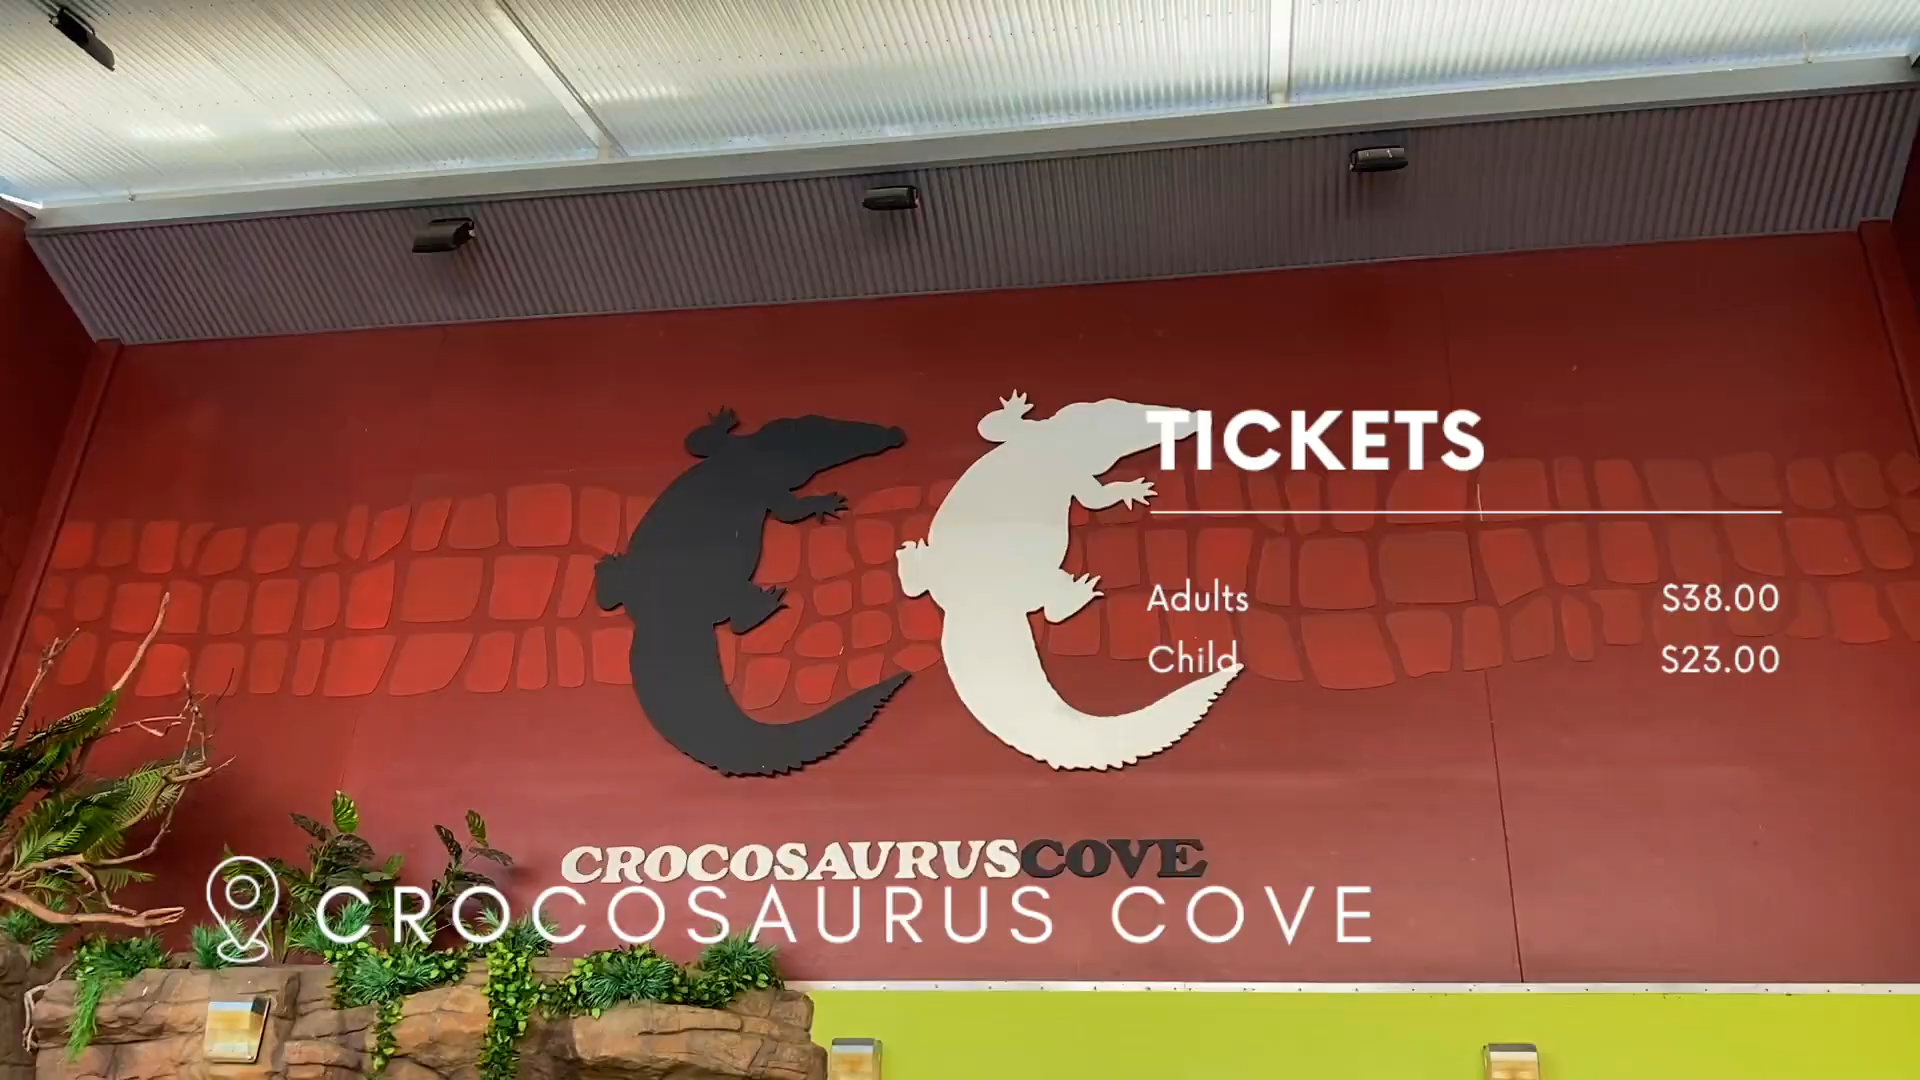 TICKETS
Adults $38.00
Child $23.00
CROCOSAURUSCOVE
CROCOSAURUS COVE